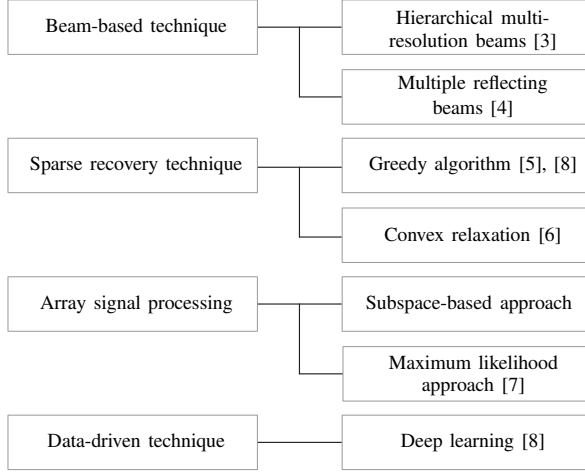 Beam-based technique
Hierarchical multi-
resolution beams [3]
Multiple reflecting
beams [4]
Sparse recovery technique
Greedy algorithm [5], [8]
Convex relaxation [6]
Array signal processing
Subspace-based approach
Maximum likelihood
approach [7]
Data-driven technique
Deep learning [8]